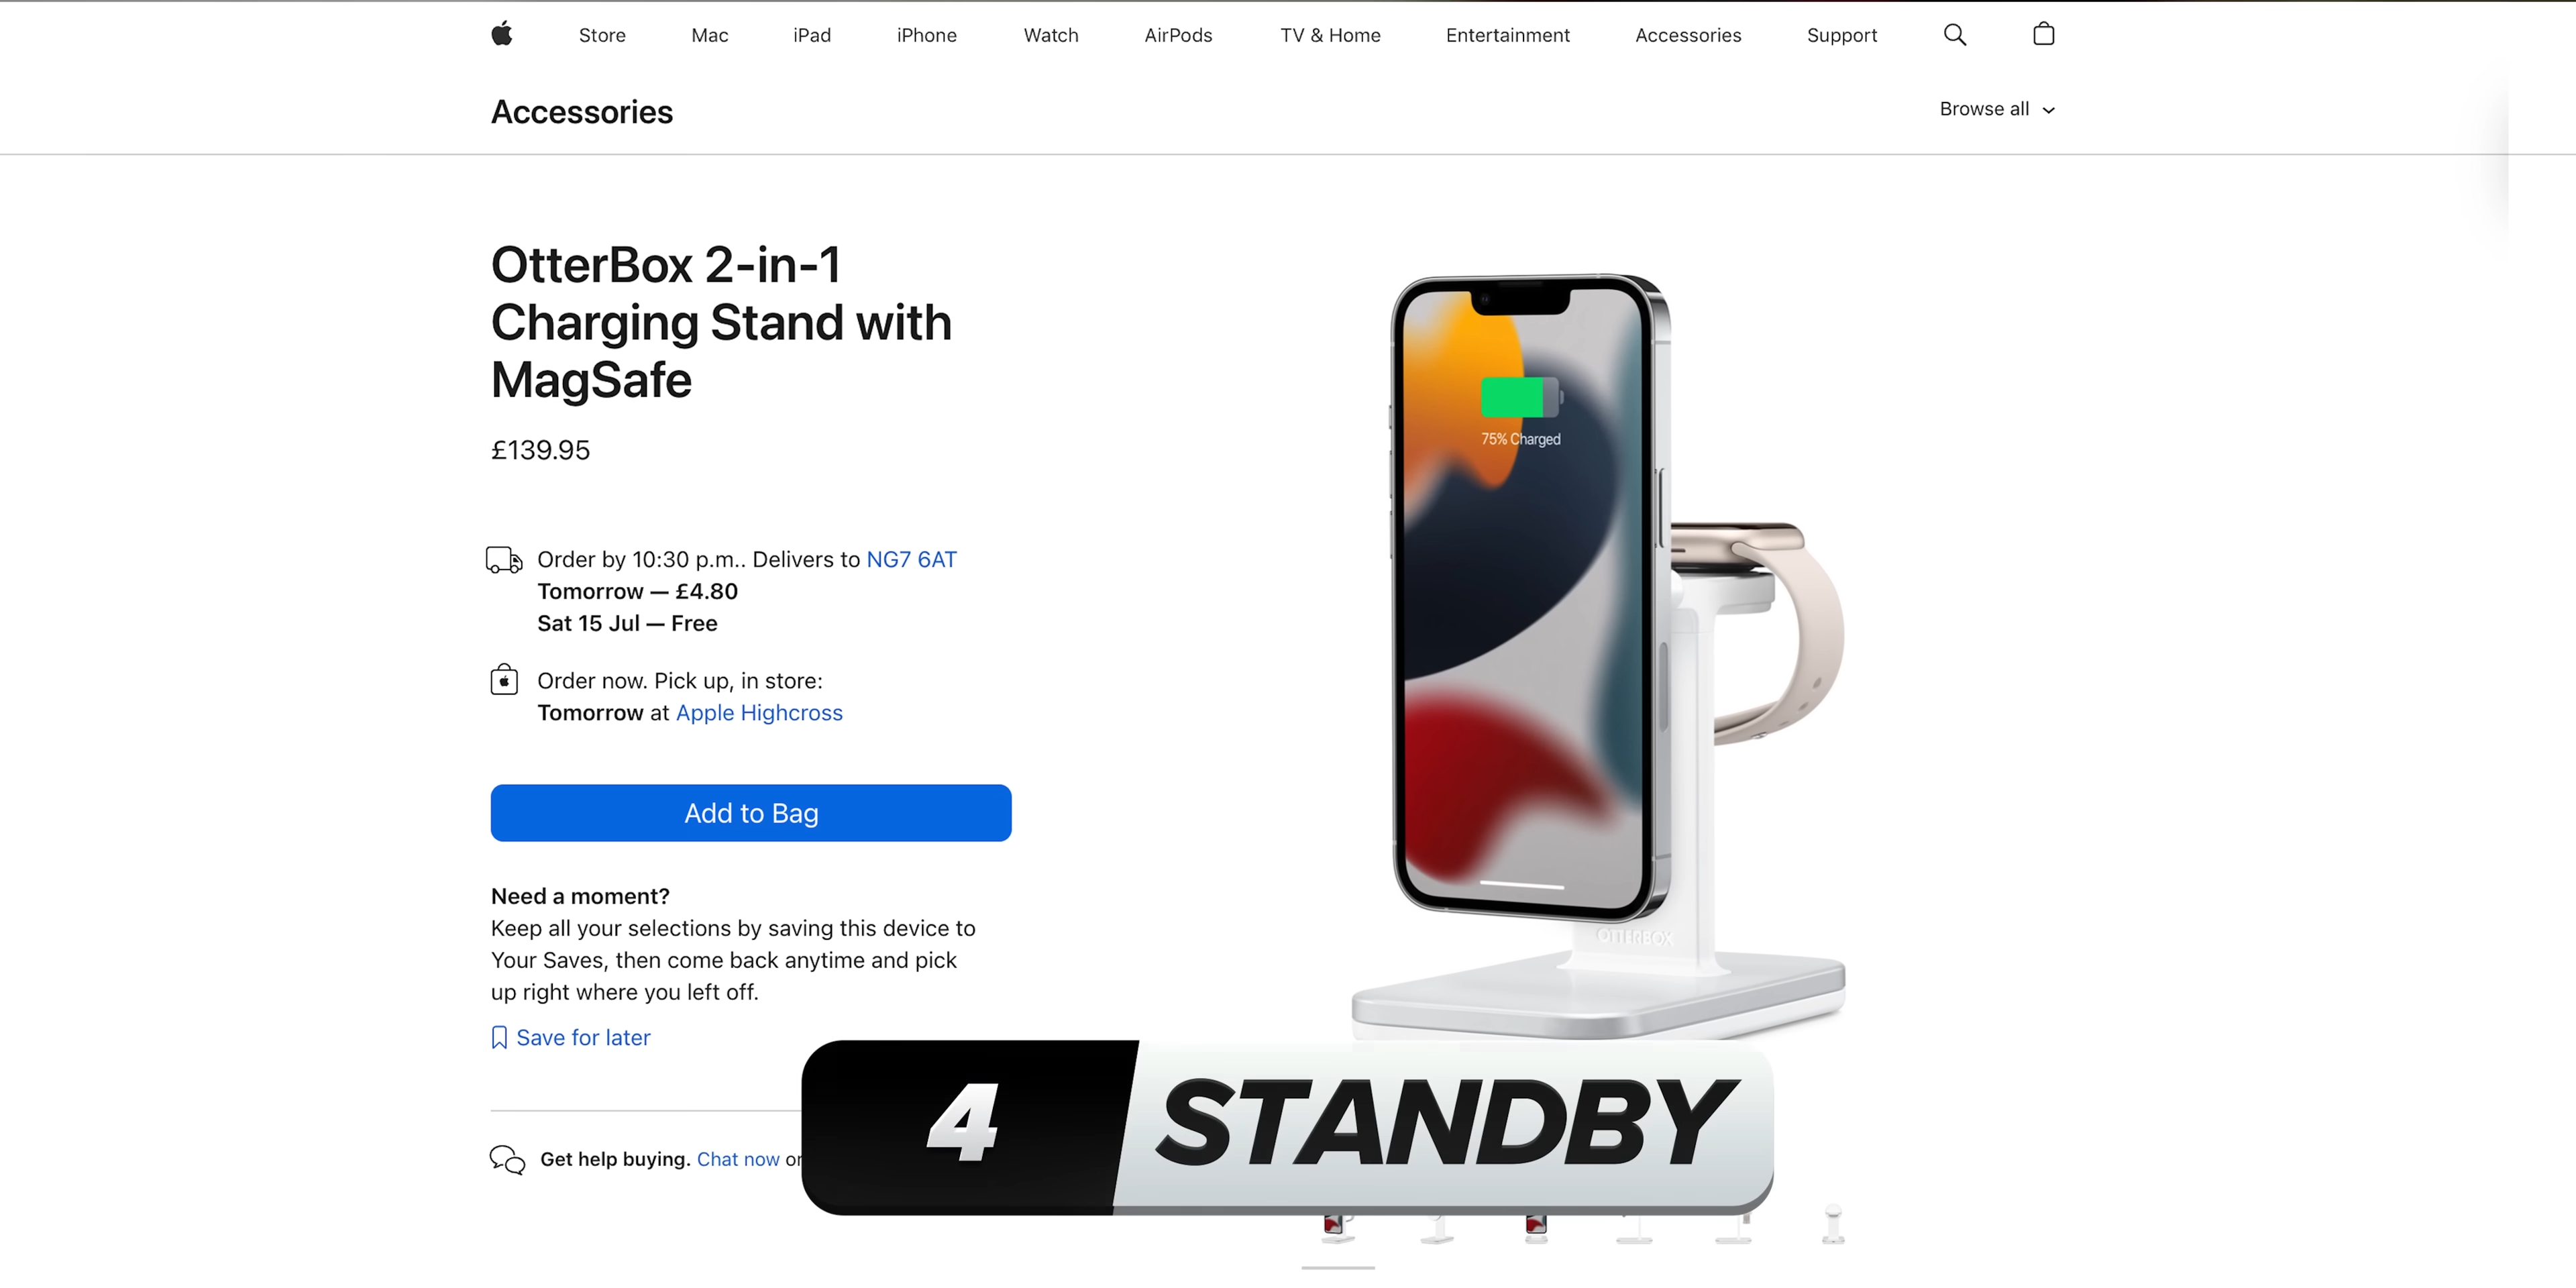 Store Mac iPad iPhone Watch AirPods TV & Home Entertainment Accessories Support
Accessories
Browse all
OtterBox 2-in-1
Charging Stand with
MagSafe
£139.95
Order by 10:30 p.m.. Delivers to NG7 6AT
Tomorrow — £4.80
Sat 15 Jul — Free
Order now. Pick up, in store:
Tomorrow at Apple Highcross
Add to Bag
Need a moment?
Keep all your selections by saving this device to
Your Saves, then come back anytime and pick
up right where you left off.
Save for later
Get help buying. Chat now or
75% Charged
OTTERBOX
4 STANDBY